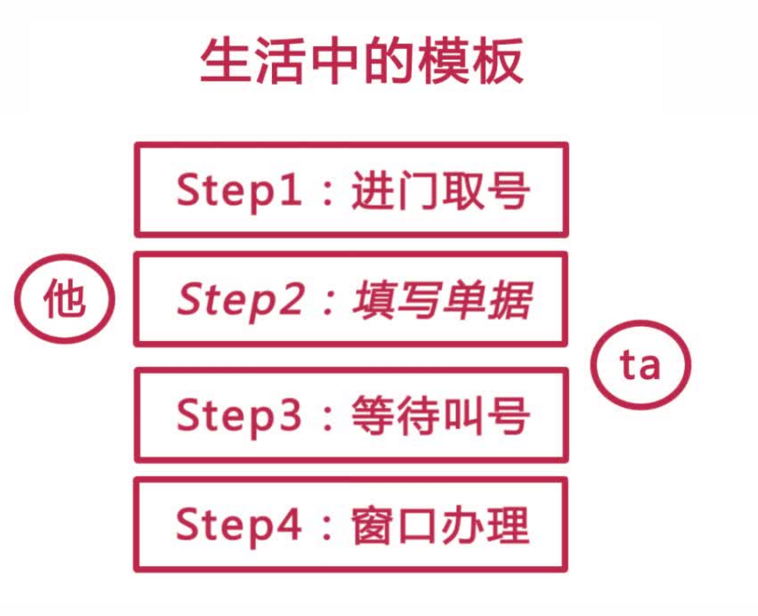 生活中的模板
Step1：进门取号
他
Step2：填写单据
ta
Step3：等待叫号
Step4：窗口办理